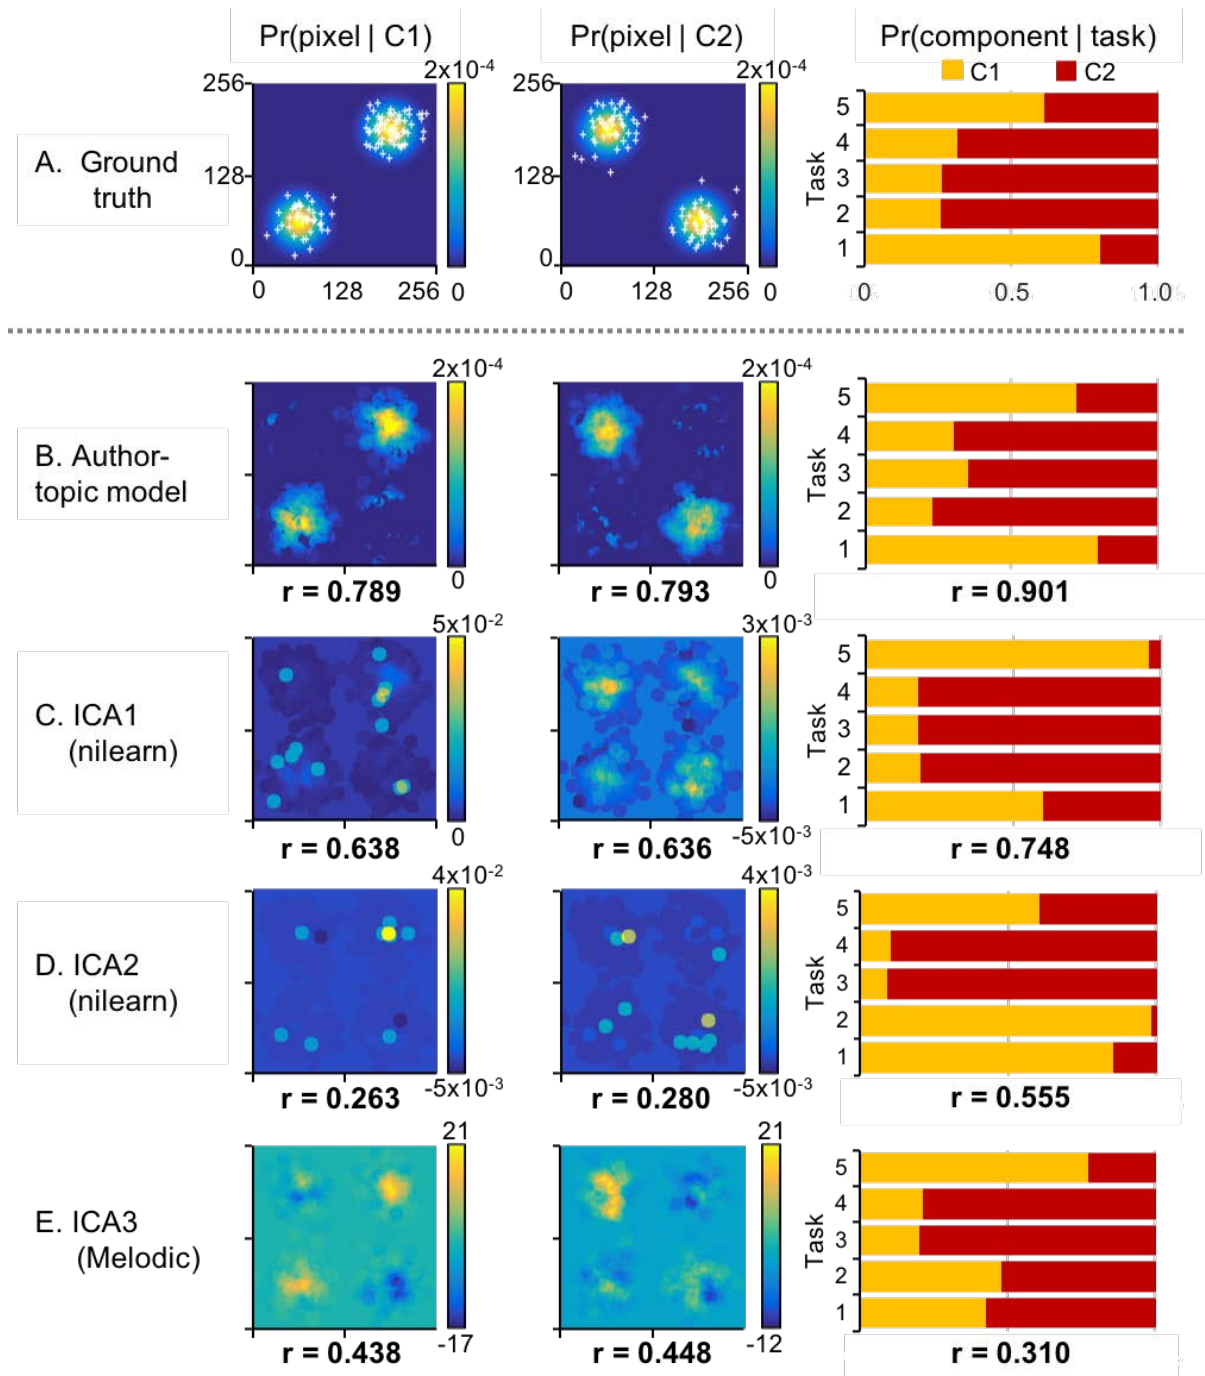 Pr(pixel | C1) Pr(pixel | C2) Pr(component | task)
C1 C2
A. Ground
truth
2x10-4
256
128
0
0 128 256
0
2x10-4
256
128
0
0 128 256
0
Task
5
4
3
2
1
0 0.5 1.0
B. Author-
topic model
2x10-4
0
r = 0.789
2x10-4
0
r = 0.793
Task
5
4
3
2
1
r = 0.901
C. ICA1
(nilearn)
5x10-2
0
r = 0.638
3x10-3
-5x10-3
r = 0.636
Task
5
4
3
2
1
r = 0.748
D. ICA2
(nilearn)
4x10-2
-5x10-3
r = 0.263
4x10-3
-5x10-3
r = 0.280
Task
5
4
3
2
1
r = 0.555
E. ICA3
(Melodic)
21
-17
r = 0.438
21
-12
r = 0.448
Task
5
4
3
2
1
r = 0.310